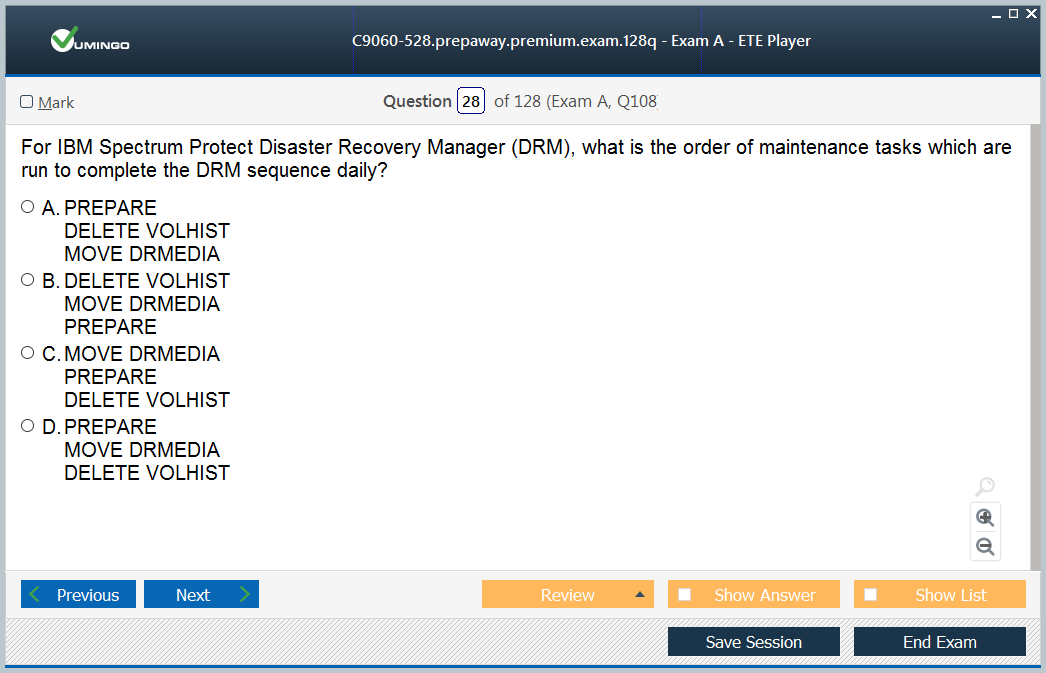 VUMINGO
C9060-528.prepaway.premium.exam.128q - Exam A - ETE Player
Mark
Question 28 of 128 (Exam A, Q108)
For IBM Spectrum Protect Disaster Recovery Manager (DRM), what is the order of maintenance tasks which are
run to complete the DRM sequence daily?
A. PREPARE
DELETE VOLHIST
MOVE DRMEDIA
B. DELETE VOLHIST
MOVE DRMEDIA
PREPARE
C. MOVE DRMEDIA
PREPARE
DELETE VOLHIST
D. PREPARE
MOVE DRMEDIA
DELETE VOLHIST
Previous
Next
Review
Show Answer
Show List
Save Session
End Exam